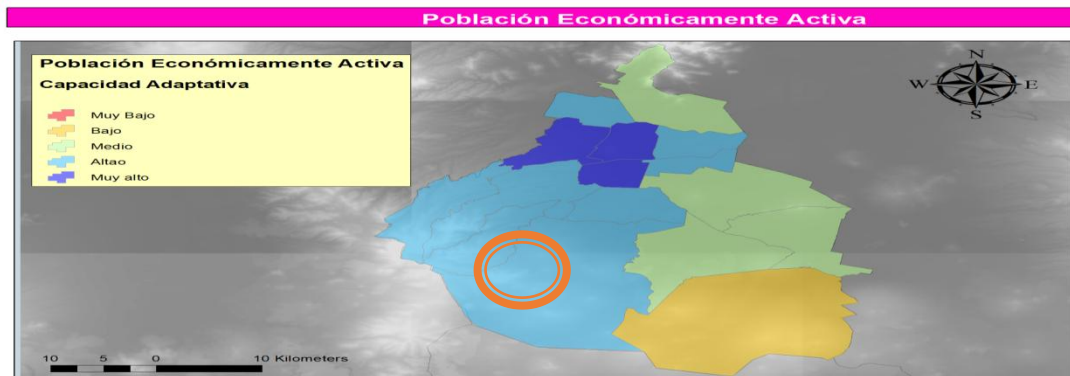 Población Económicamente Activa
Población Económicamente Activa
Capacidad Adaptativa
Muy Bajo
Bajo
Medio
Altao
Muy alto
N
W E
S
10 5 0 10 Kilometers